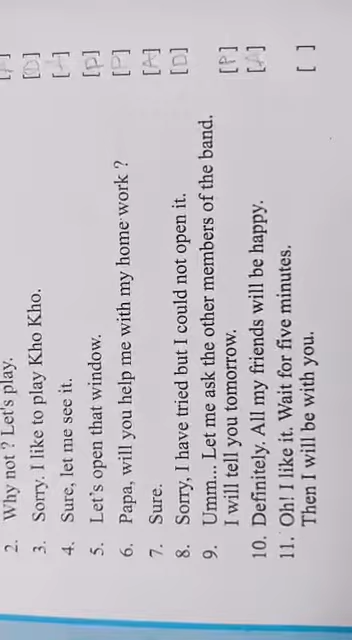 2. Why not ? Let's play. [A]
3. Sorry. I like to play Kho Kho. [D]
4. Sure, let me see it. [A]
5. Let's open that window. [P]
6. Papa, will you help me with my home work ? [P]
7. Sure. [A]
8. Sorry, I have tried but I could not open it. [D]
9. Umm... Let me ask the other members of the band.
I will tell you tomorrow. [P]
10. Definitely. All my friends will be happy. [A]
11. Oh! I like it. Wait for five minutes.
Then I will be with you. [ ]